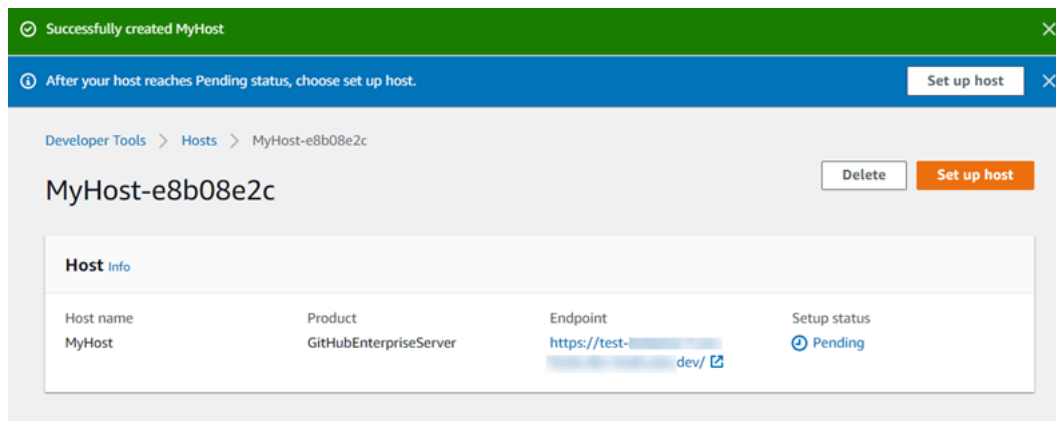 Successfully created MyHost
After your host reaches Pending status, choose set up host.
Set up host
Developer Tools > Hosts > MyHost-e8b08e2c
MyHost-e8b08e2c
Delete
Set up host
Host Info
Host name
Product
Endpoint
Setup status
MyHost
GitHubEnterpriseServer
https://test-
dev/
Pending